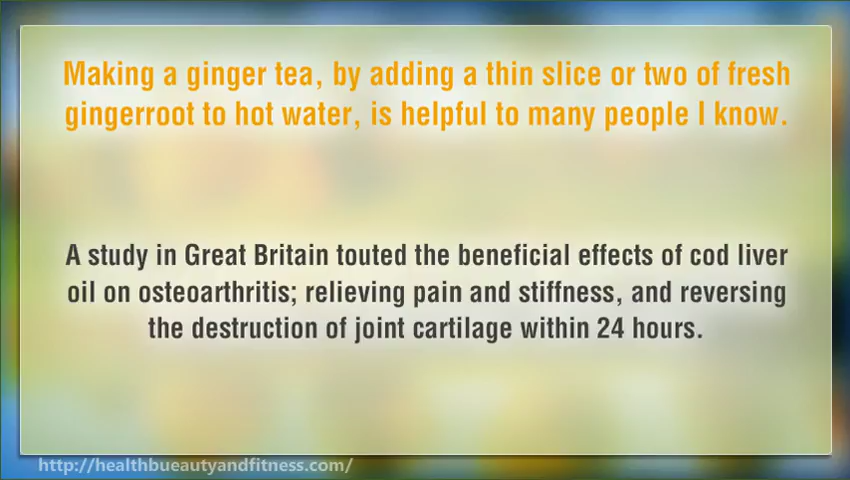 Making a ginger tea, by adding a thin slice or two of fresh
gingerroot to hot water, is helpful to many people I know.
A study in Great Britain touted the beneficial effects of cod liver
oil on osteoarthritis; relieving pain and stiffness, and reversing
the destruction of joint cartilage within 24 hours.
http://healthbueautyandfitness.com/